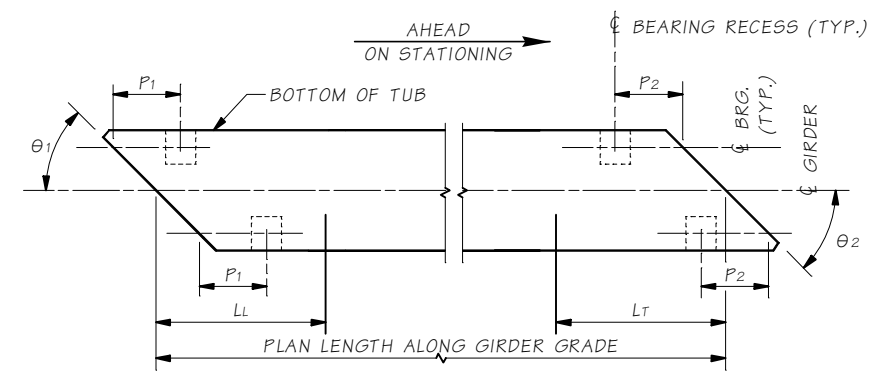 AHEAD
ON STATIONING
℄ BEARING RECESS (TYP.)
P1
BOTTOM OF TUB
P2
℄ BRG.
(TYP.)
℄ GIRDER
θ1
θ2
P1
P2
LL
LT
PLAN LENGTH ALONG GIRDER GRADE